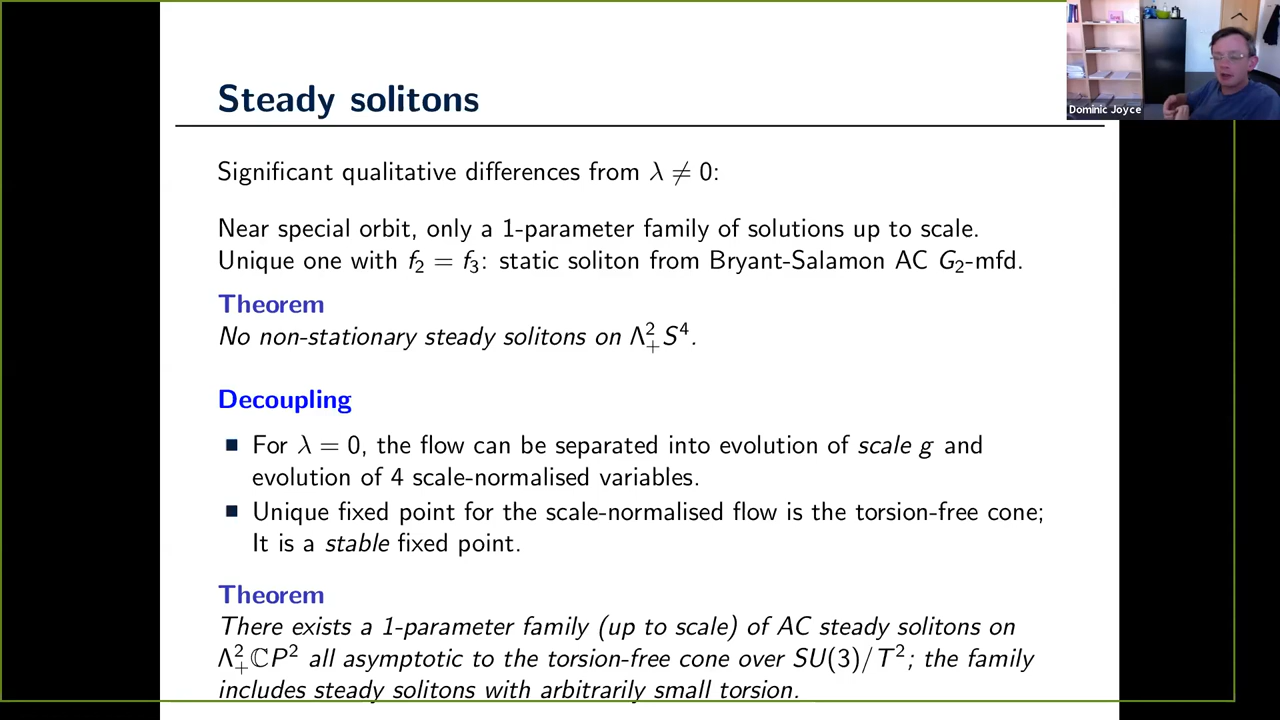 Steady solitons
Significant qualitative differences from λ ≠ 0:
Near special orbit, only a 1-parameter family of solutions up to scale.
Unique one with f₂ = f₃: static soliton from Bryant-Salamon AC G₂-mfd.
Theorem
No non-stationary steady solitons on Λ²₊S⁴.
Decoupling
■ For λ = 0, the flow can be separated into evolution of scale g and
evolution of 4 scale-normalised variables.
■ Unique fixed point for the scale-normalised flow is the torsion-free cone;
It is a stable fixed point.
Theorem
There exists a 1-parameter family (up to scale) of AC steady solitons on
Λ²₊ℂP² all asymptotic to the torsion-free cone over SU(3)/T²; the family
includes steady solitons with arbitrarily small torsion.
Dominic Joyce